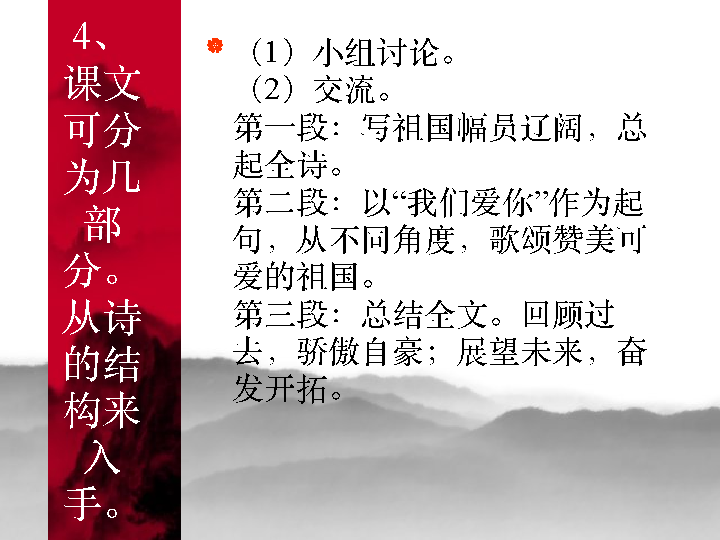 4、
课文
可分
为几
部
分。
从诗
的结
构来
入
手。
（1）小组讨论。
（2）交流。
第一段：写祖国幅员辽阔，总
起全诗。
第二段：以“我们爱你”作为起
句，从不同角度，歌颂赞美可
爱的祖国。
第三段：总结全文。回顾过
去，骄傲自豪；展望未来，奋
发开拓。